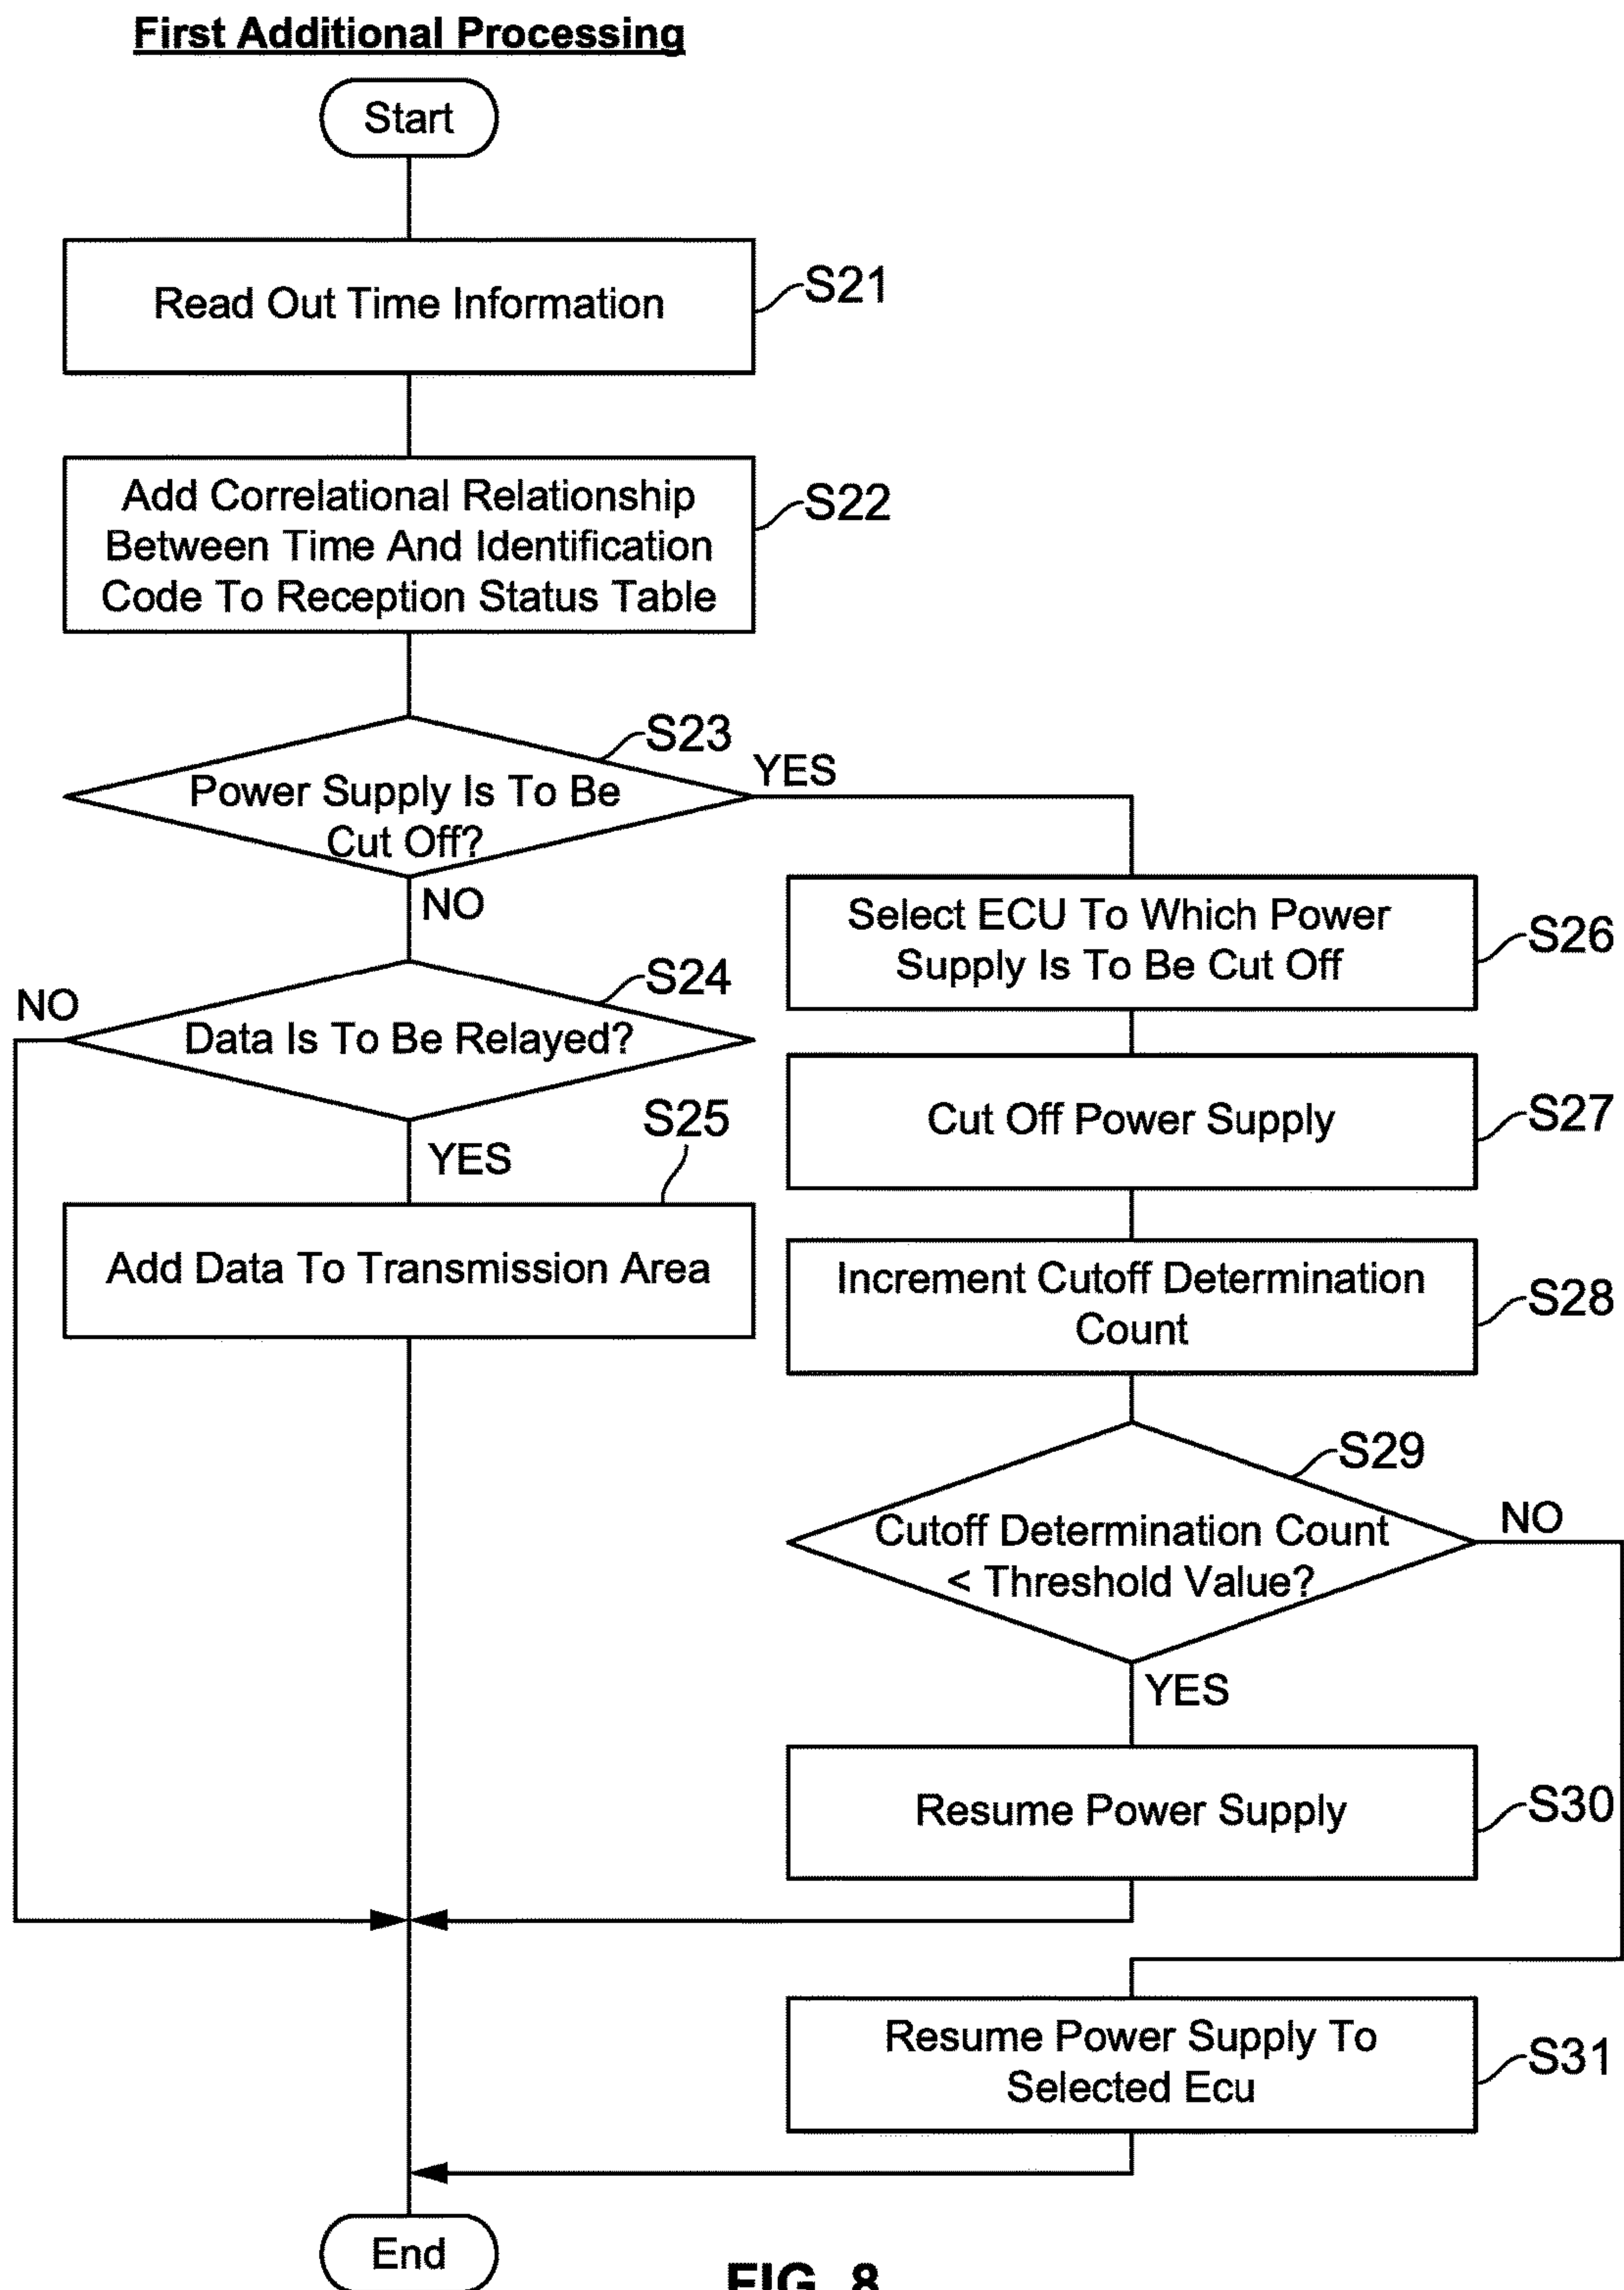 First Additional Processing
Start
Read Out Time Information
S21
Add Correlational Relationship
Between Time And Identification
Code To Reception Status Table
S22
S23
Power Supply Is To Be
Cut Off?
YES
NO
S24
NO
Data Is To Be Relayed?
YES
S25
Add Data To Transmission Area
Select ECU To Which Power
Supply Is To Be Cut Off
S26
Cut Off Power Supply
S27
Increment Cutoff Determination
Count
S28
S29
Cutoff Determination Count
< Threshold Value?
NO
YES
Resume Power Supply
S30
Resume Power Supply To
Selected Ecu
S31
End
FIG. 8